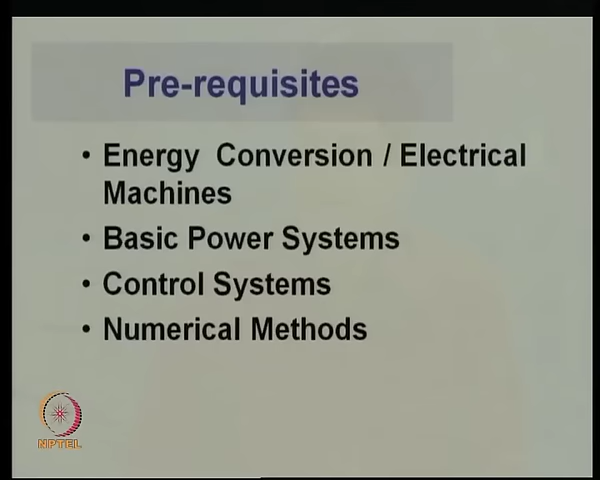 Pre-requisites
• Energy Conversion / Electrical
Machines
• Basic Power Systems
• Control Systems
• Numerical Methods
NPTEL